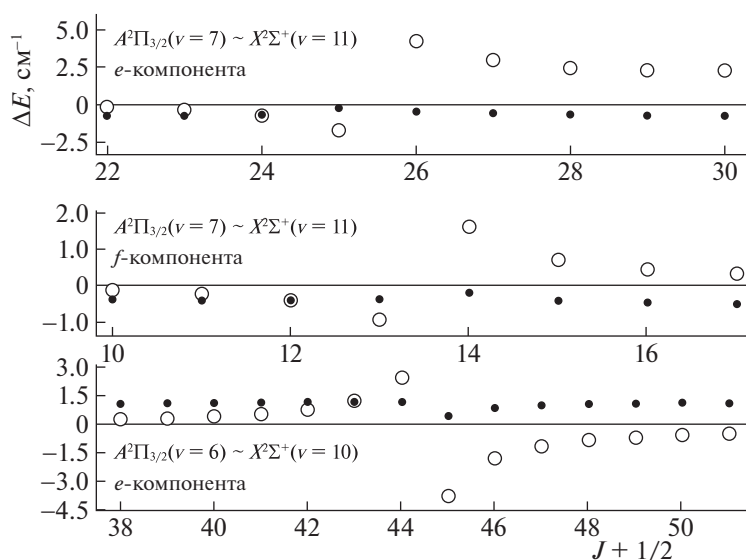 5.0
A²Π₃/₂(v = 7) ~ X²Σ⁺(v = 11)
2.5
e-компонента
0
−2.5
22 24 26 28 30
ΔE, см⁻¹
2.0
A²Π₃/₂(v = 7) ~ X²Σ⁺(v = 11)
1.0
f-компонента
0
−1.0
10 12 14 16
3.0
1.5
0
−1.5
A²Π₃/₂(v = 6) ~ X²Σ⁺(v = 10)
−3.0
e-компонента
−4.5
38 40 42 44 46 48 50
J + 1/2